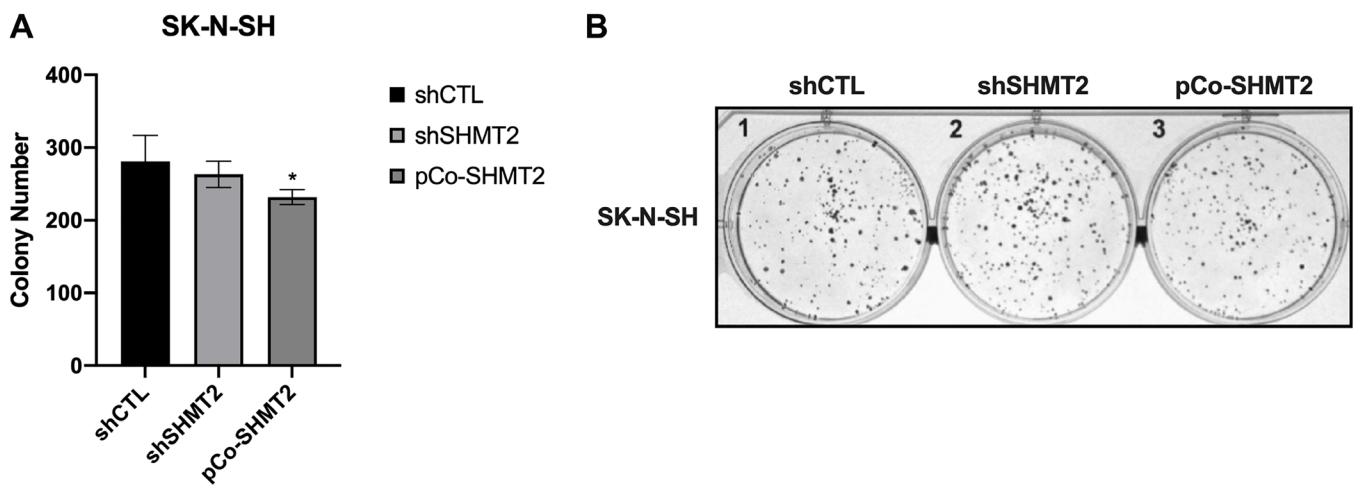 A
SK-N-SH
Colony Number
400
300
200
100
0
*
shCTL
shSHMT2
pCo-SHMT2
shCTL
shSHMT2
pCo-SHMT2
B
shCTL shSHMT2 pCo-SHMT2
1 2 3
SK-N-SH